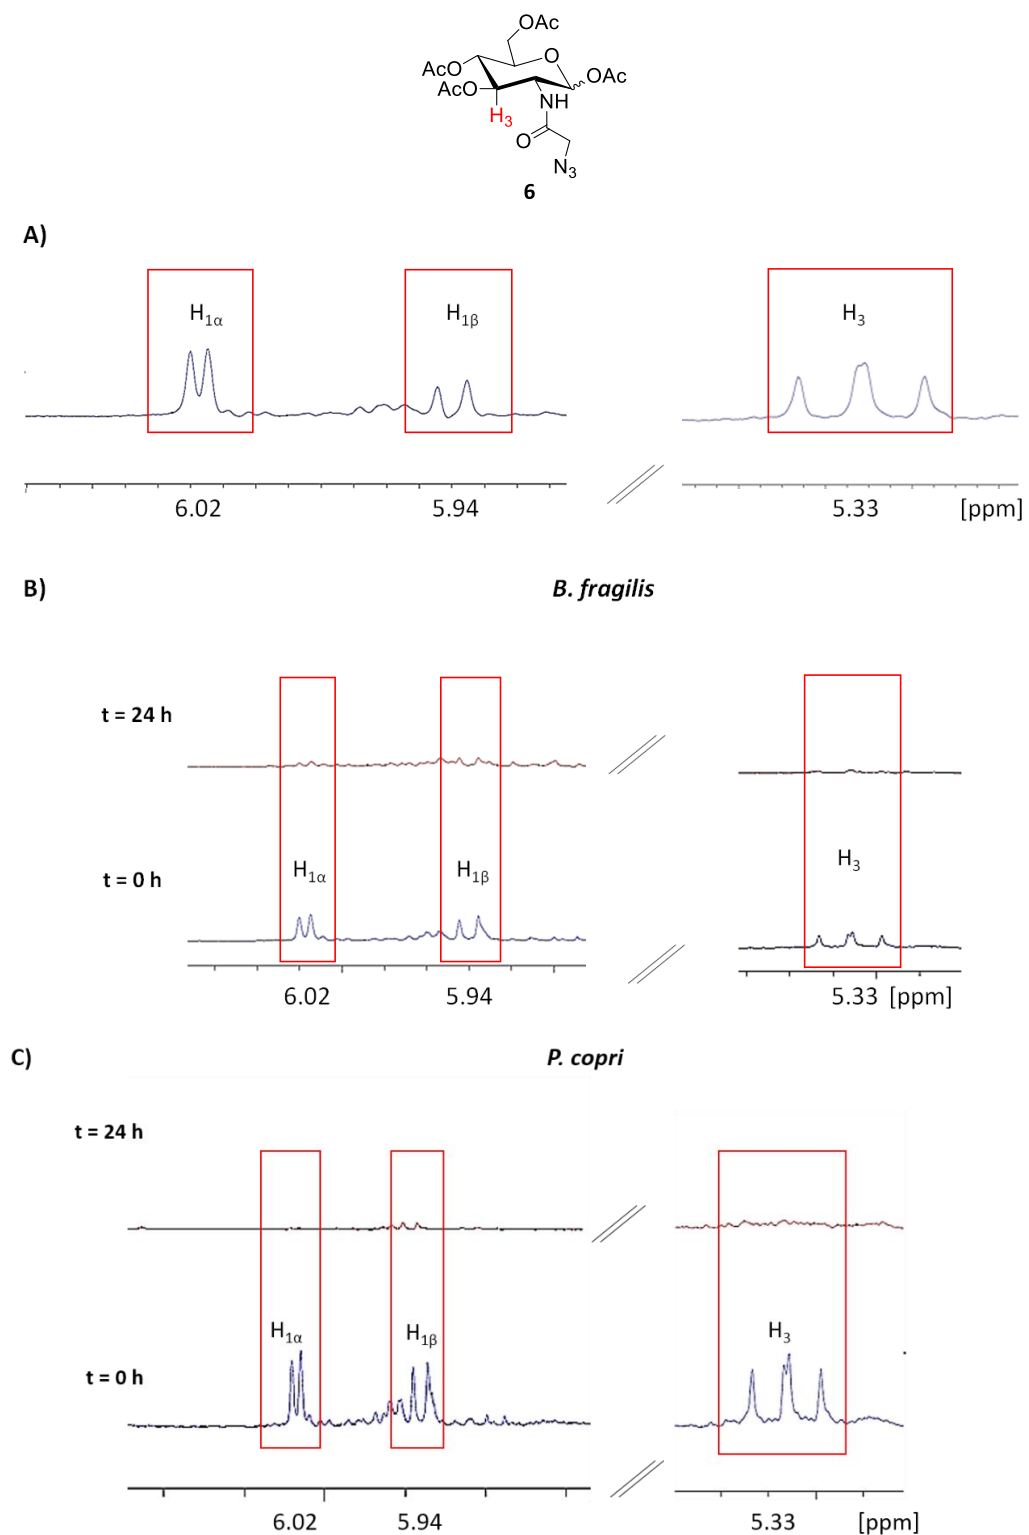 OAc
O
AcO
OAc
AcO
NH
H3
O
N3
6
A)
H1α
H1β
H3
6.02
5.94
5.33
[ppm]
B)
B. fragilis
t = 24 h
t = 0 h
H1α
H1β
H3
6.02
5.94
5.33
[ppm]
C)
P. copri
t = 24 h
t = 0 h
H1α
H1β
H3
6.02
5.94
5.33
[ppm]